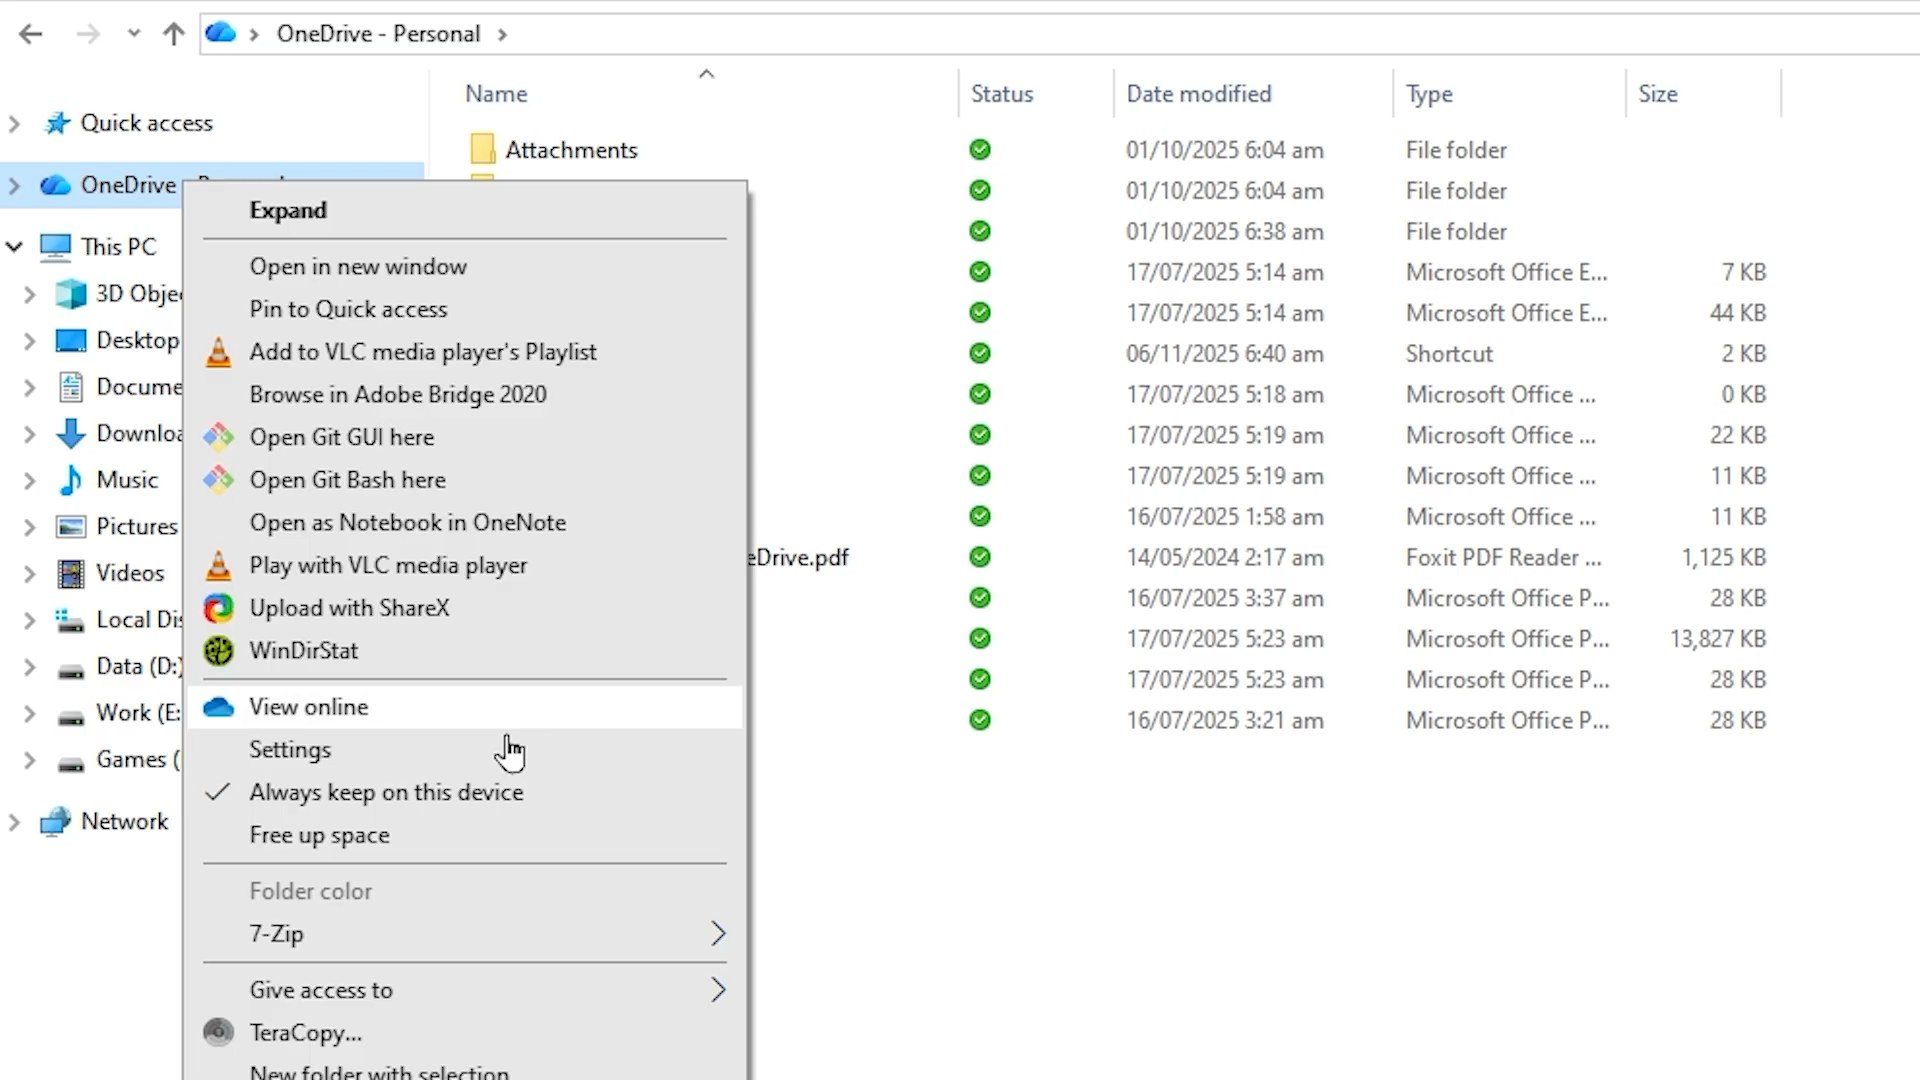 OneDrive - Personal
Name
Status
Date modified
Type
Size
Quick access
OneDrive
This PC
3D Obje
Desktop
Docume
Downloa
Music
Pictures
Videos
Local Dis
Data (D:)
Work (E:
Games (
Network
Expand
Open in new window
Pin to Quick access
Add to VLC media player's Playlist
Browse in Adobe Bridge 2020
Open Git GUI here
Open Git Bash here
Open as Notebook in OneNote
Play with VLC media player
Upload with ShareX
WinDirStat
View online
Settings
Always keep on this device
Free up space
Folder color
7-Zip
Give access to
TeraCopy...
New folder with selection
Attachments 01/10/2025 6:04 am File folder
01/10/2025 6:04 am File folder
01/10/2025 6:38 am File folder
17/07/2025 5:14 am Microsoft Office E... 7 KB
17/07/2025 5:14 am Microsoft Office E... 44 KB
06/11/2025 6:40 am Shortcut 2 KB
17/07/2025 5:18 am Microsoft Office ... 0 KB
17/07/2025 5:19 am Microsoft Office ... 22 KB
17/07/2025 5:19 am Microsoft Office ... 11 KB
16/07/2025 1:58 am Microsoft Office ... 11 KB
eDrive.pdf 14/05/2024 2:17 am Foxit PDF Reader ... 1,125 KB
16/07/2025 3:37 am Microsoft Office P... 28 KB
17/07/2025 5:23 am Microsoft Office P... 13,827 KB
17/07/2025 5:23 am Microsoft Office P... 28 KB
16/07/2025 3:21 am Microsoft Office P... 28 KB